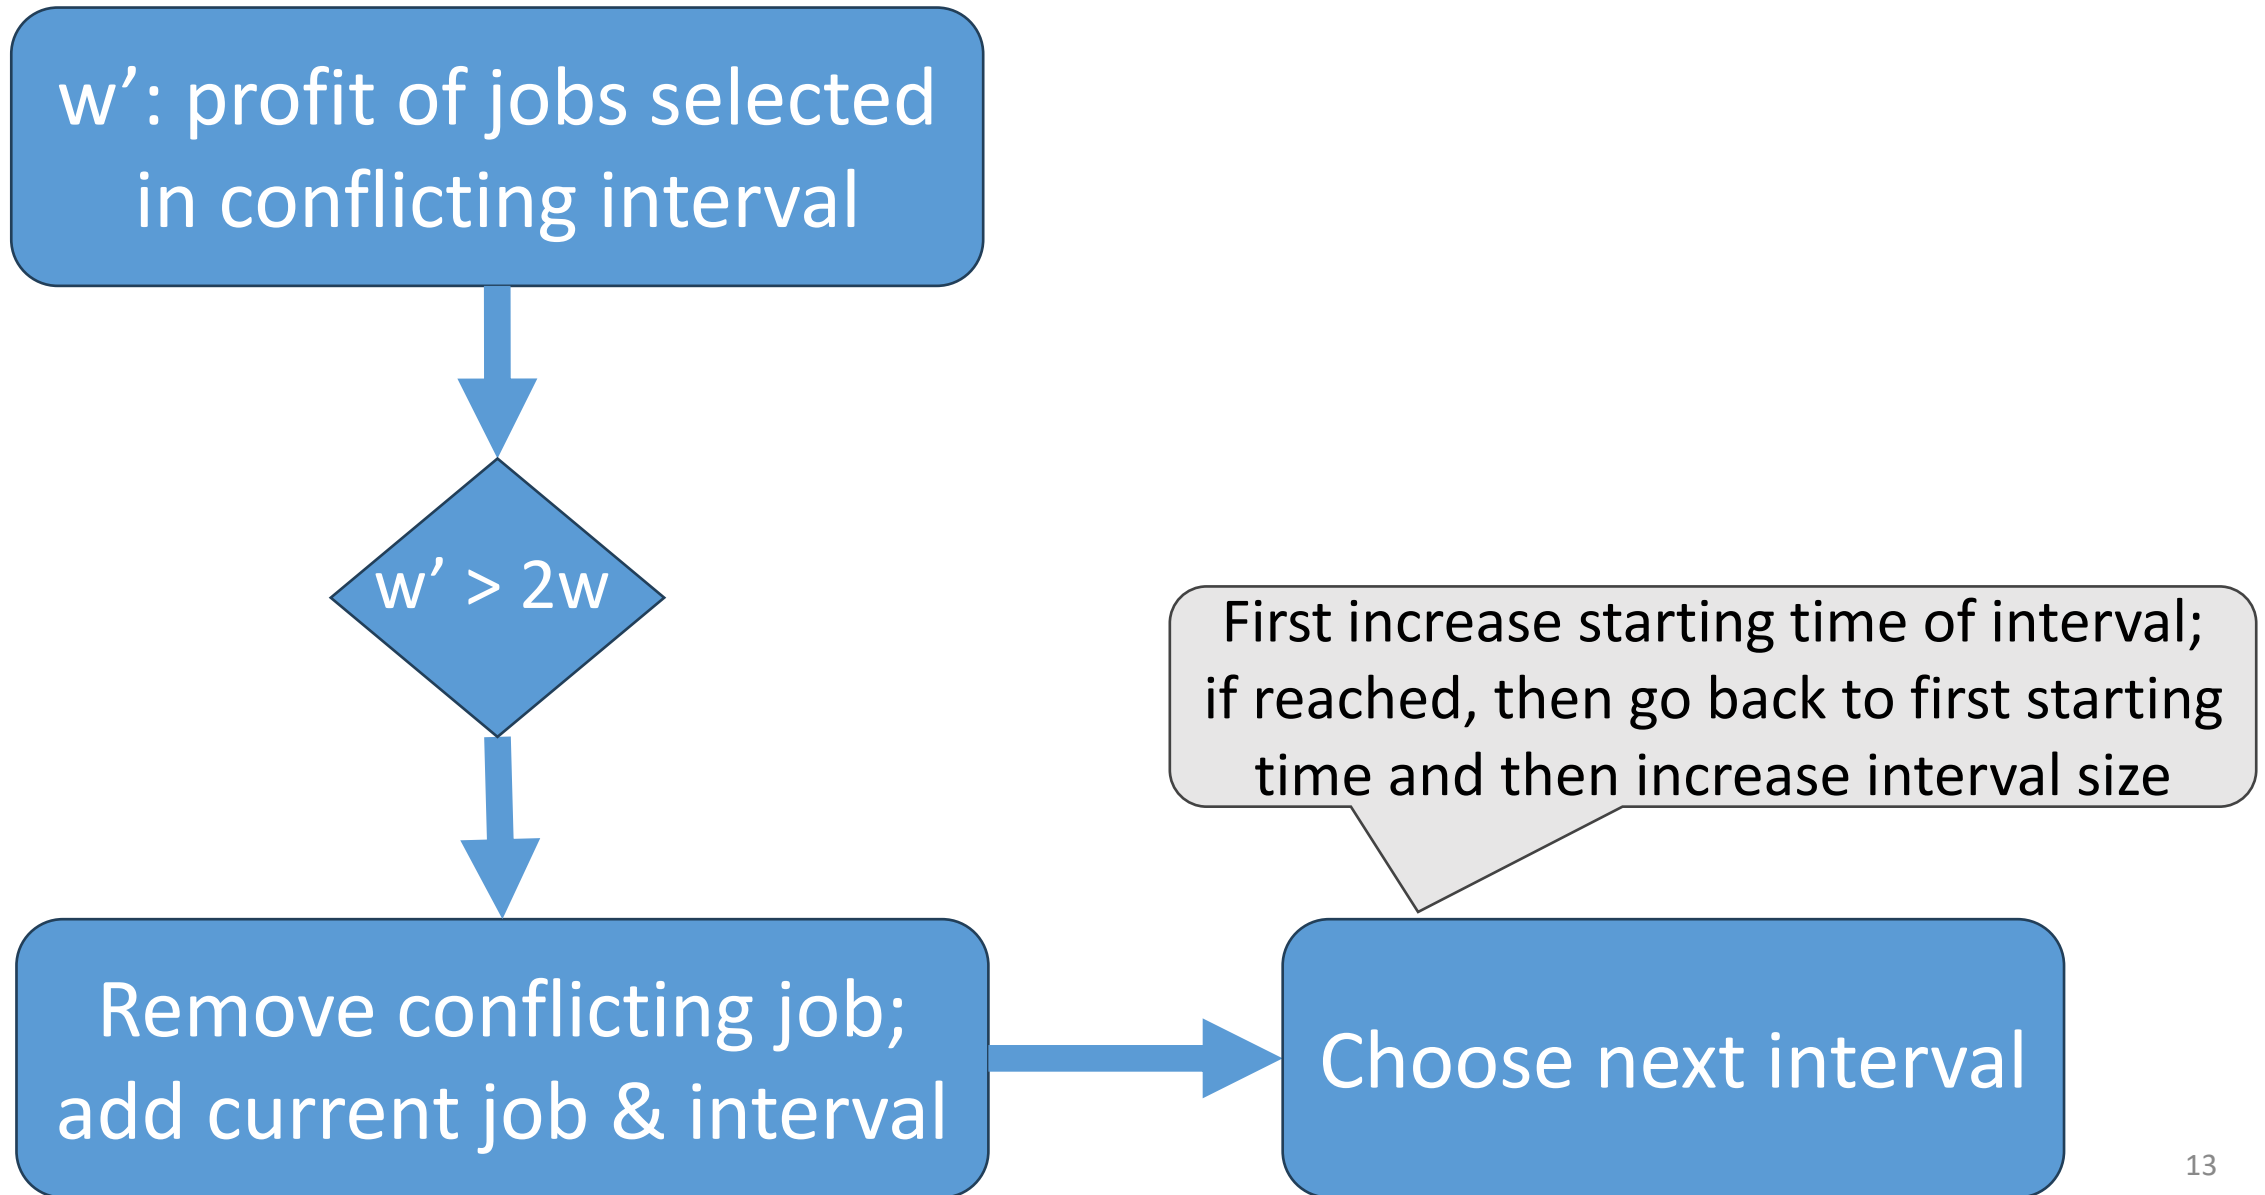 w’: profit of jobs selected
in conflicting interval
w’ > 2w
First increase starting time of interval;
if reached, then go back to first starting
time and then increase interval size
Remove conflicting job;
add current job & interval
Choose next interval
13